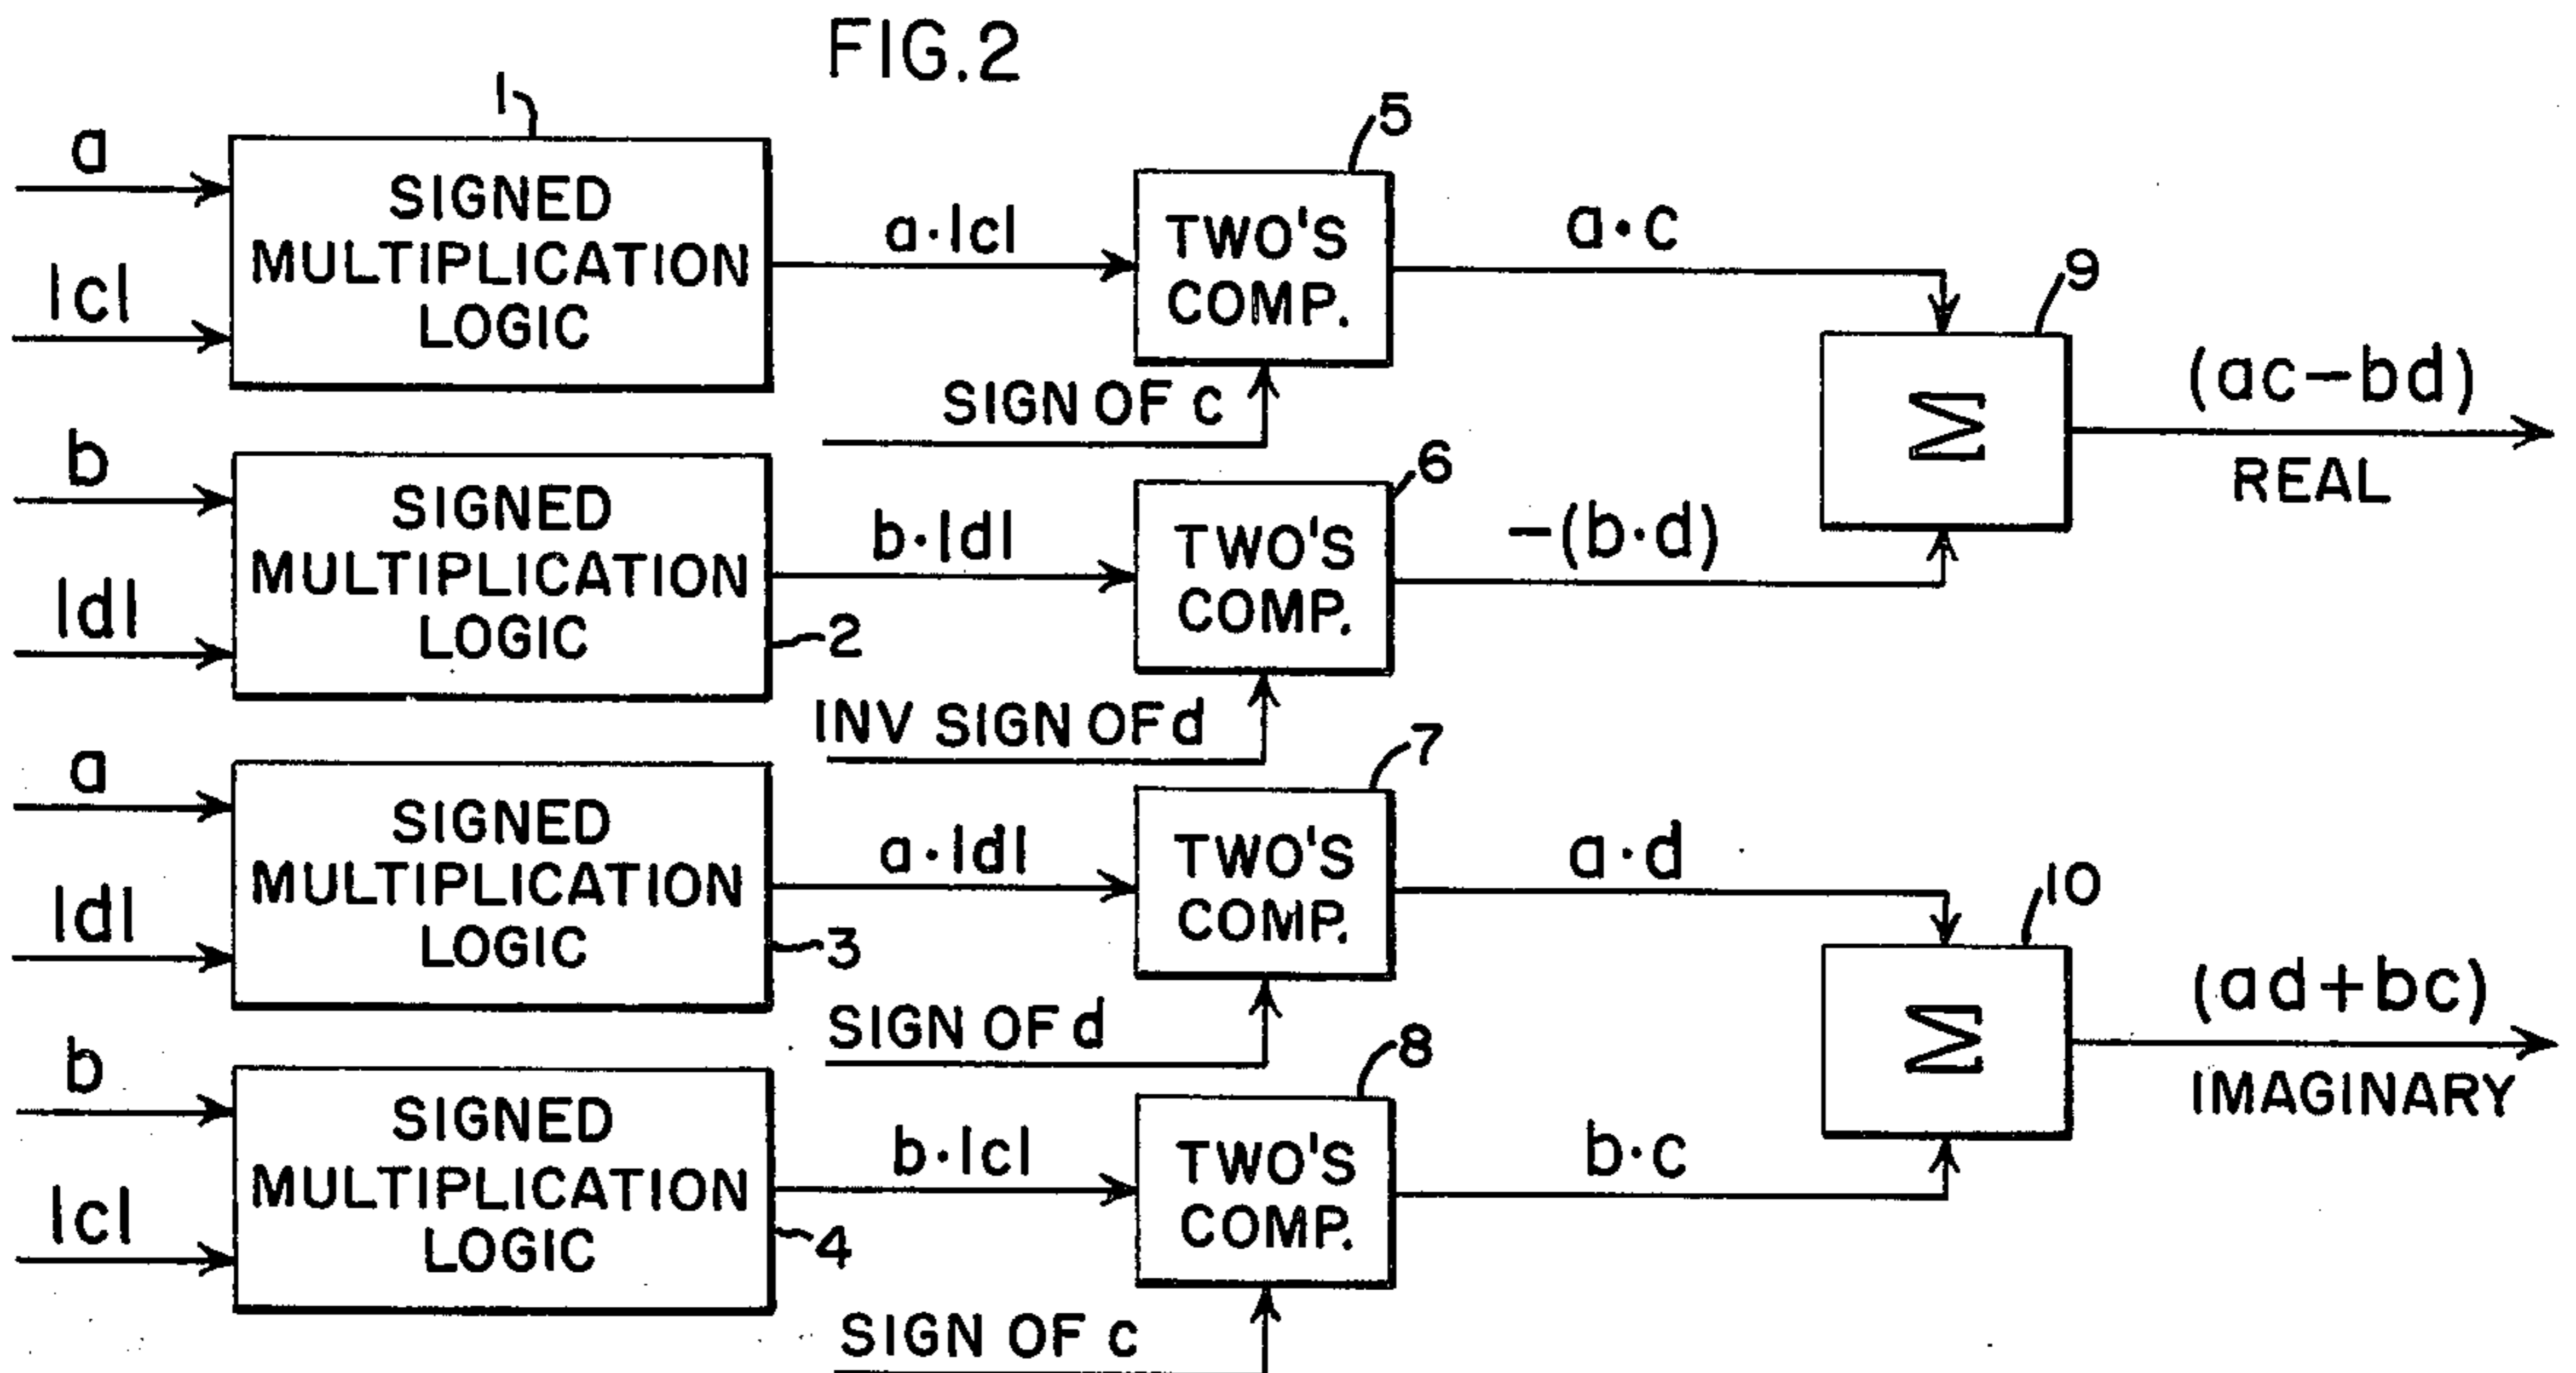 FIG.2
1
a
|c|
SIGNED
MULTIPLICATION
LOGIC
a·|c|
5
TWO'S
COMP.
SIGN OF c
a·c
9
Σ
(ac−bd)
REAL
b
|d|
SIGNED
MULTIPLICATION
LOGIC
2
b·|d|
6
TWO'S
COMP.
INV SIGN OF d
−(b·d)
a
|d|
SIGNED
MULTIPLICATION
LOGIC
3
a·|d|
7
TWO'S
COMP.
SIGN OF d
a·d
10
Σ
(ad+bc)
IMAGINARY
b
|c|
SIGNED
MULTIPLICATION
LOGIC
4
b·|c|
8
TWO'S
COMP.
SIGN OF c
b·c